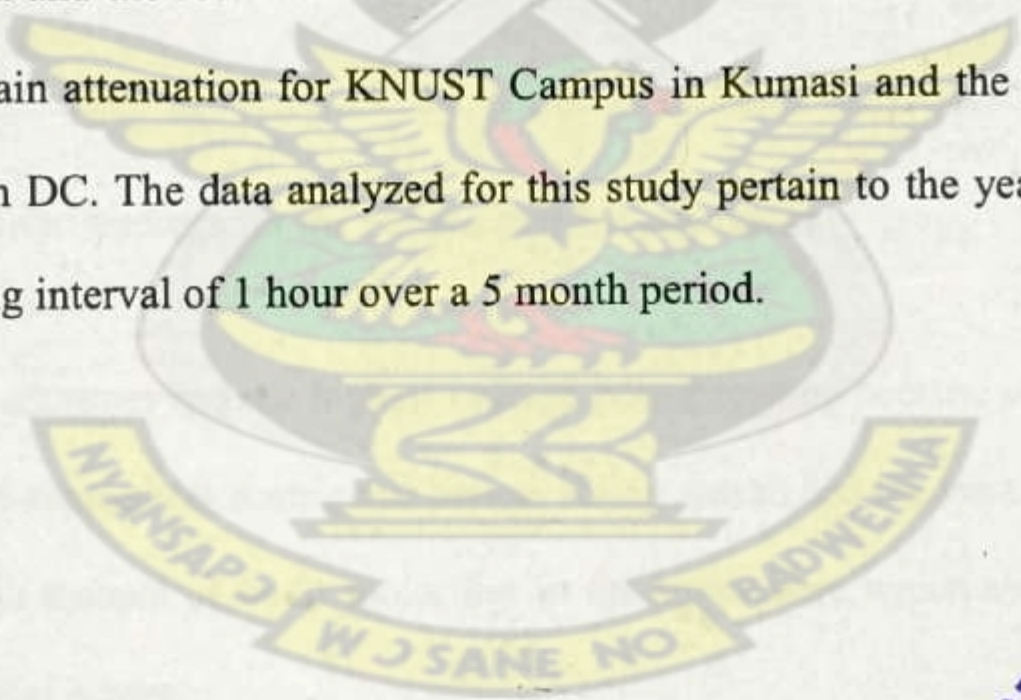 ain attenuation for KNUST Campus in Kumasi and the
n DC. The data analyzed for this study pertain to the yea
g interval of 1 hour over a 5 month period.
NYANSAPƆ WƆSANE NO BADWENMA